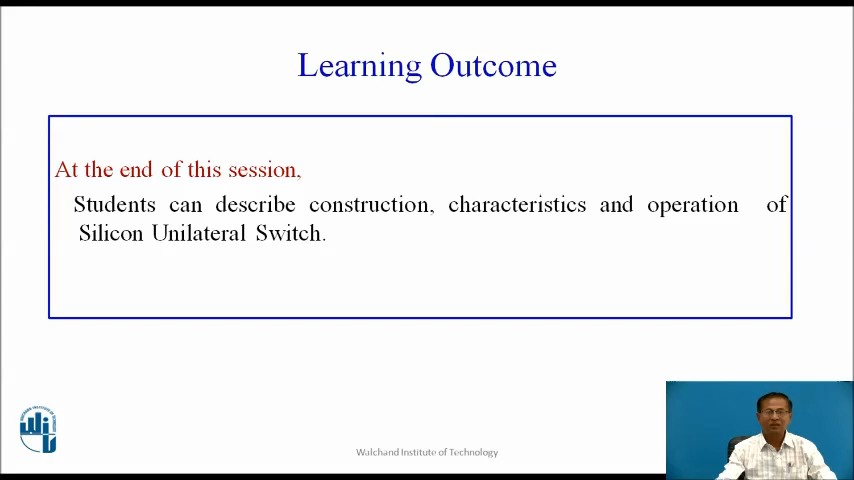 Learning Outcome
At the end of this session,
Students can describe construction, characteristics and operation of
Silicon Unilateral Switch.
Walchand Institute of Technology